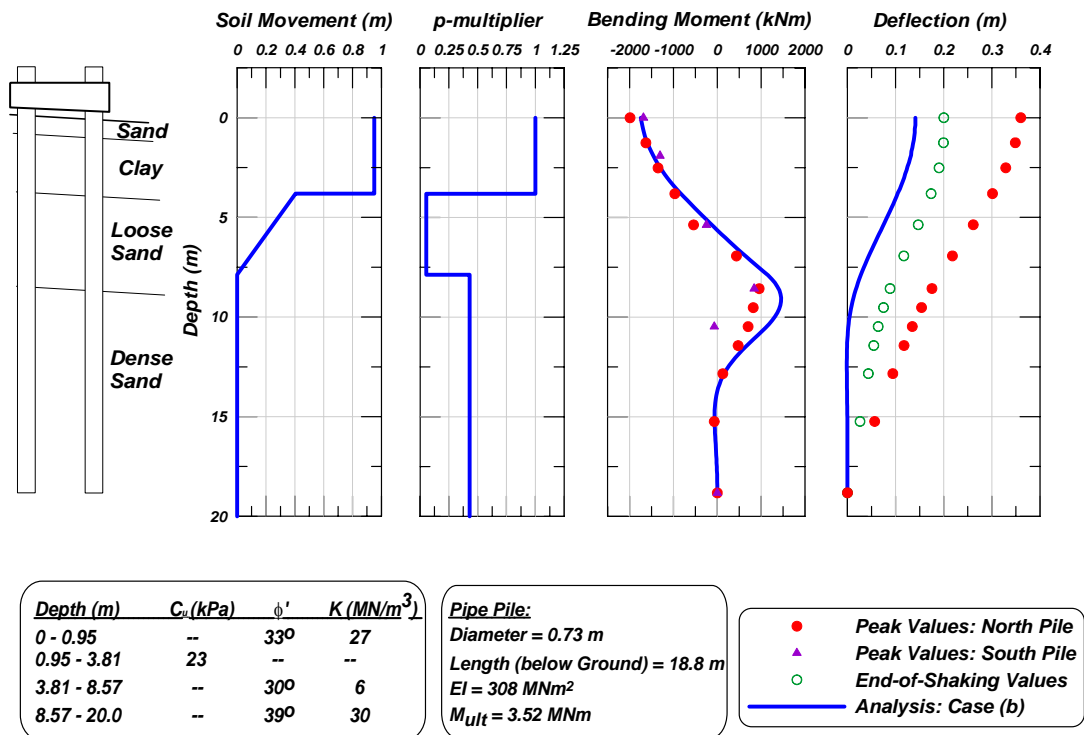 Soil Movement (m)
p-multiplier
Bending Moment (kNm)
Deflection (m)
0 0.2 0.4 0.6 0.8 1
0 0.25 0.5 0.75 1 1.25
-2000 -1000 0 1000 2000
0 0.1 0.2 0.3 0.4
Sand
Clay
Loose
Sand
Dense
Sand
Depth (m)
0
5
10
15
20
Depth (m) Cu (kPa) ϕ' K (MN/m³)
0 - 0.95 -- 33º 27
0.95 - 3.81 23 -- --
3.81 - 8.57 -- 30º 6
8.57 - 20.0 -- 39º 30
Pipe Pile:
Diameter = 0.73 m
Length (below Ground) = 18.8 m
EI = 308 MNm²
Mult = 3.52 MNm
Peak Values: North Pile
Peak Values: South Pile
End-of-Shaking Values
Analysis: Case (b)